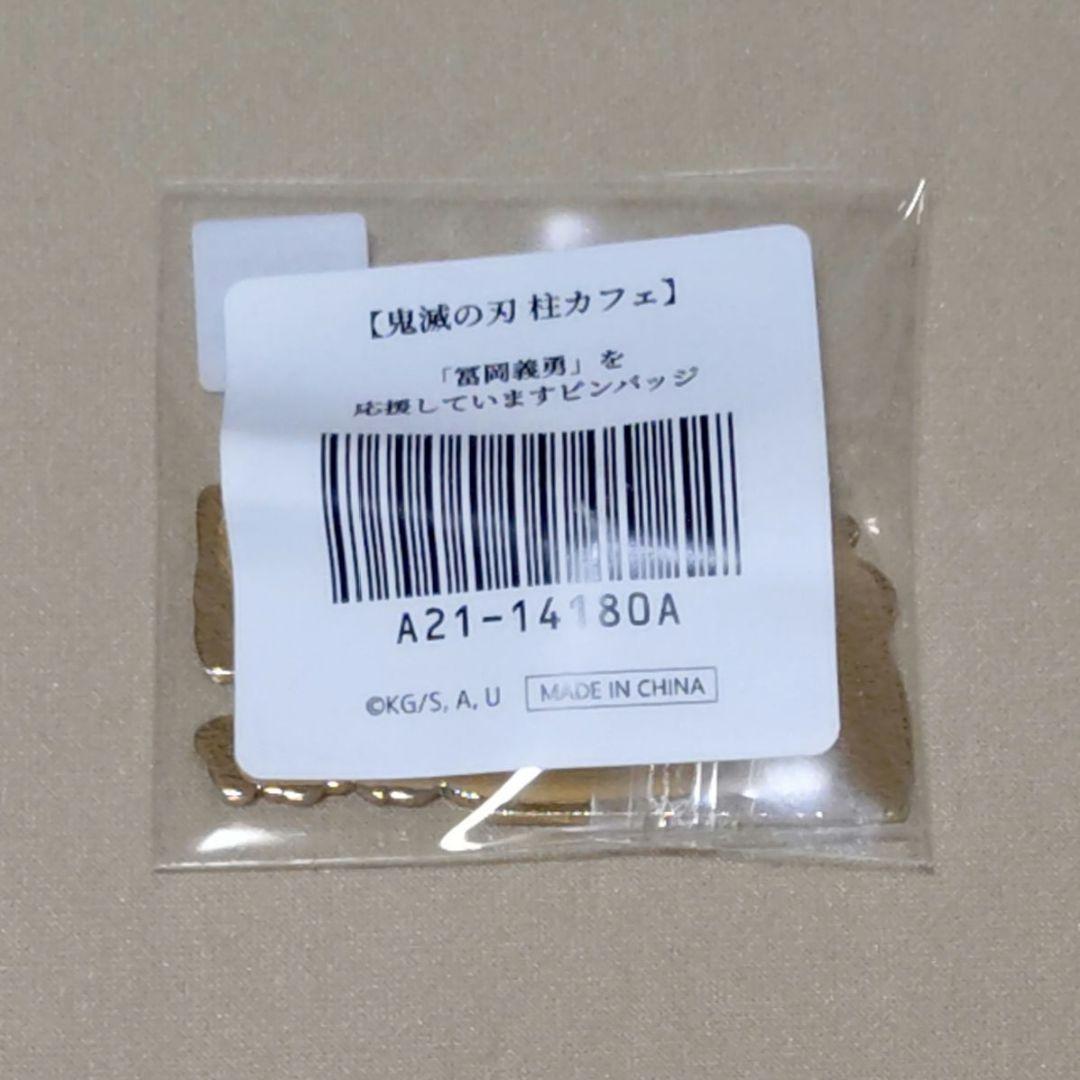 【鬼滅の刃 柱カフェ】
「冨岡義勇」を
応援していますピンバッジ
A21-14180A
©KG/S, A, U
MADE IN CHINA